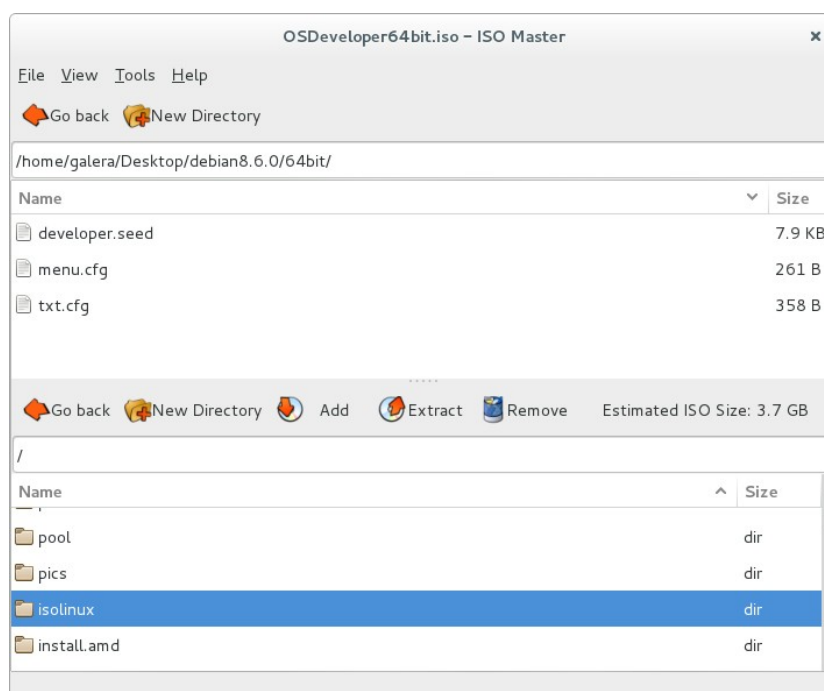 OSDeveloper64bit.iso – ISO Master ×
File View Tools Help
Go back New Directory
/home/galera/Desktop/debian8.6.0/64bit/
Name Size
developer.seed 7.9 KB
menu.cfg 261 B
txt.cfg 358 B
Go back New Directory Add Extract Remove Estimated ISO Size: 3.7 GB
/
Name Size
pool dir
pics dir
isolinux dir
install.amd dir